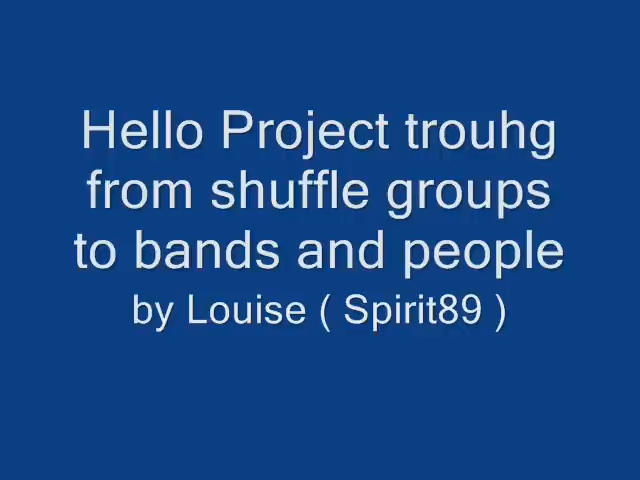 Hello Project trouhg
from shuffle groups
to bands and people
by Louise ( Spirit89 )